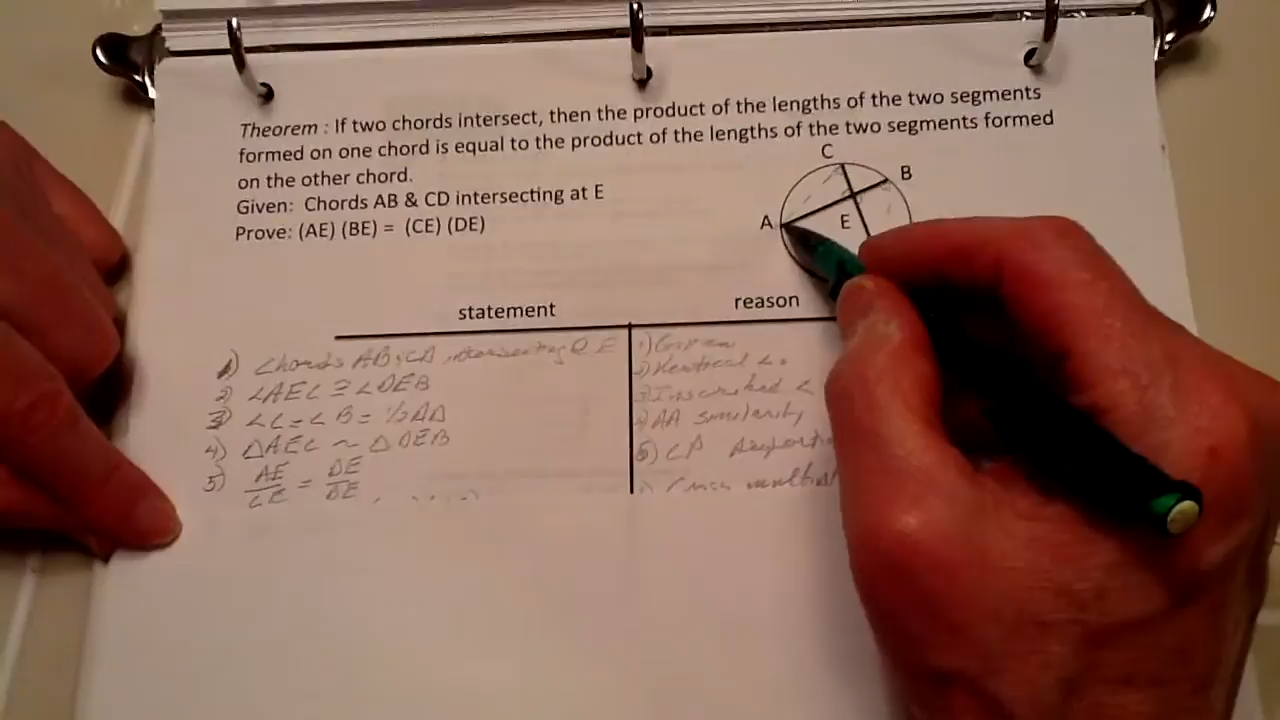 Theorem : If two chords intersect, then the product of the lengths of the two segments
formed on one chord is equal to the product of the lengths of the two segments formed
on the other chord.
Given: Chords AB & CD intersecting at E
Prove: (AE) (BE) = (CE) (DE)
C
B
A
E
statement
reason
1) Chords AB & CD intersecting @ E
1) Given
2) ∠AEC ≅ ∠DEB
2) Vertical ∠s
3) ∠C = ∠B = ½AD
3) Inscribed ∠
4) △AEC ~ △DEB
4) AA similarity
5) AE/CE = DE/BE
5) CP